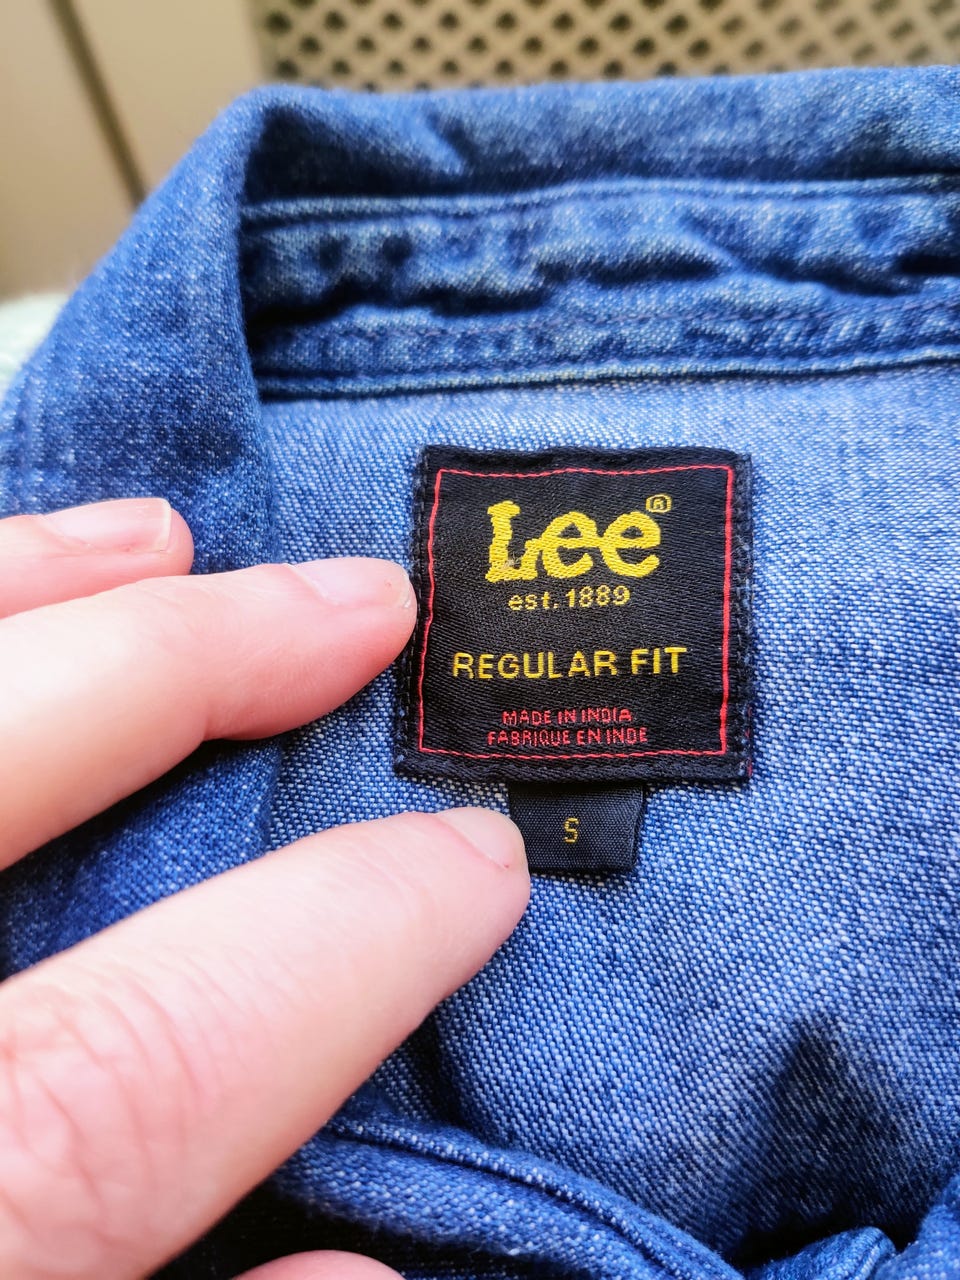 Lee®
est. 1889
REGULAR FIT
MADE IN INDIA
FABRIQUE EN INDE
S